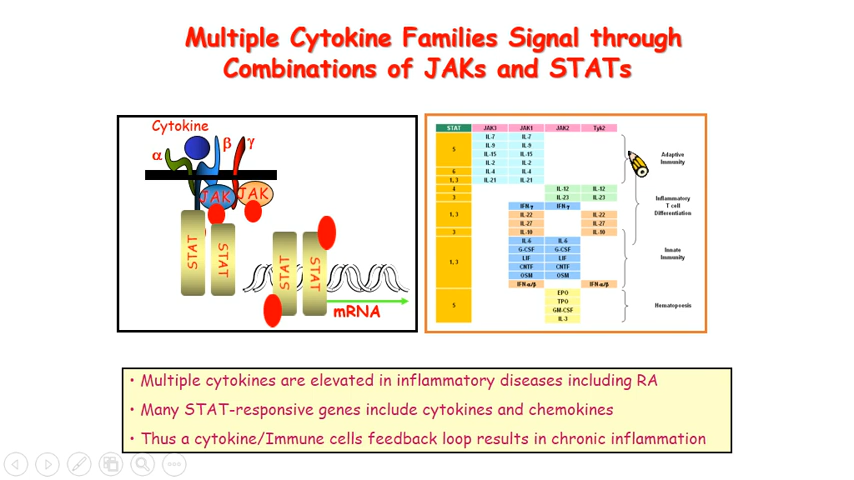 Multiple Cytokine Families Signal through
Combinations of JAKs and STATs
Cytokine
α
β
γ
JAK
JAK
STAT
STAT
STAT
STAT
mRNA
STAT JAK3 JAK1 JAK2 Tyk2
IL-7 IL-7
IL-9 IL-9
5
IL-15 IL-15
IL-2 IL-2
6 IL-4 IL-4
1, 3 IL-21 IL-21
4 IL-12 IL-12
3 IL-23 IL-23
IFN-γ IFN-γ
1, 3 IL-22 IL-22
IL-27 IL-27
3 IL-10 IL-10
IL-6 IL-6
G-CSF G-CSF
1, 3 LIF LIF
CNTF CNTF
OSM OSM
IFN-α/β IFN-α/β
EPO
5 TPO
GM-CSF
IL-3
Adaptive
Immunity
Inflammatory
T cell
Differentiation
Innate
Immunity
Hematopoesis
• Multiple cytokines are elevated in inflammatory diseases including RA
• Many STAT-responsive genes include cytokines and chemokines
• Thus a cytokine/Immune cells feedback loop results in chronic inflammation